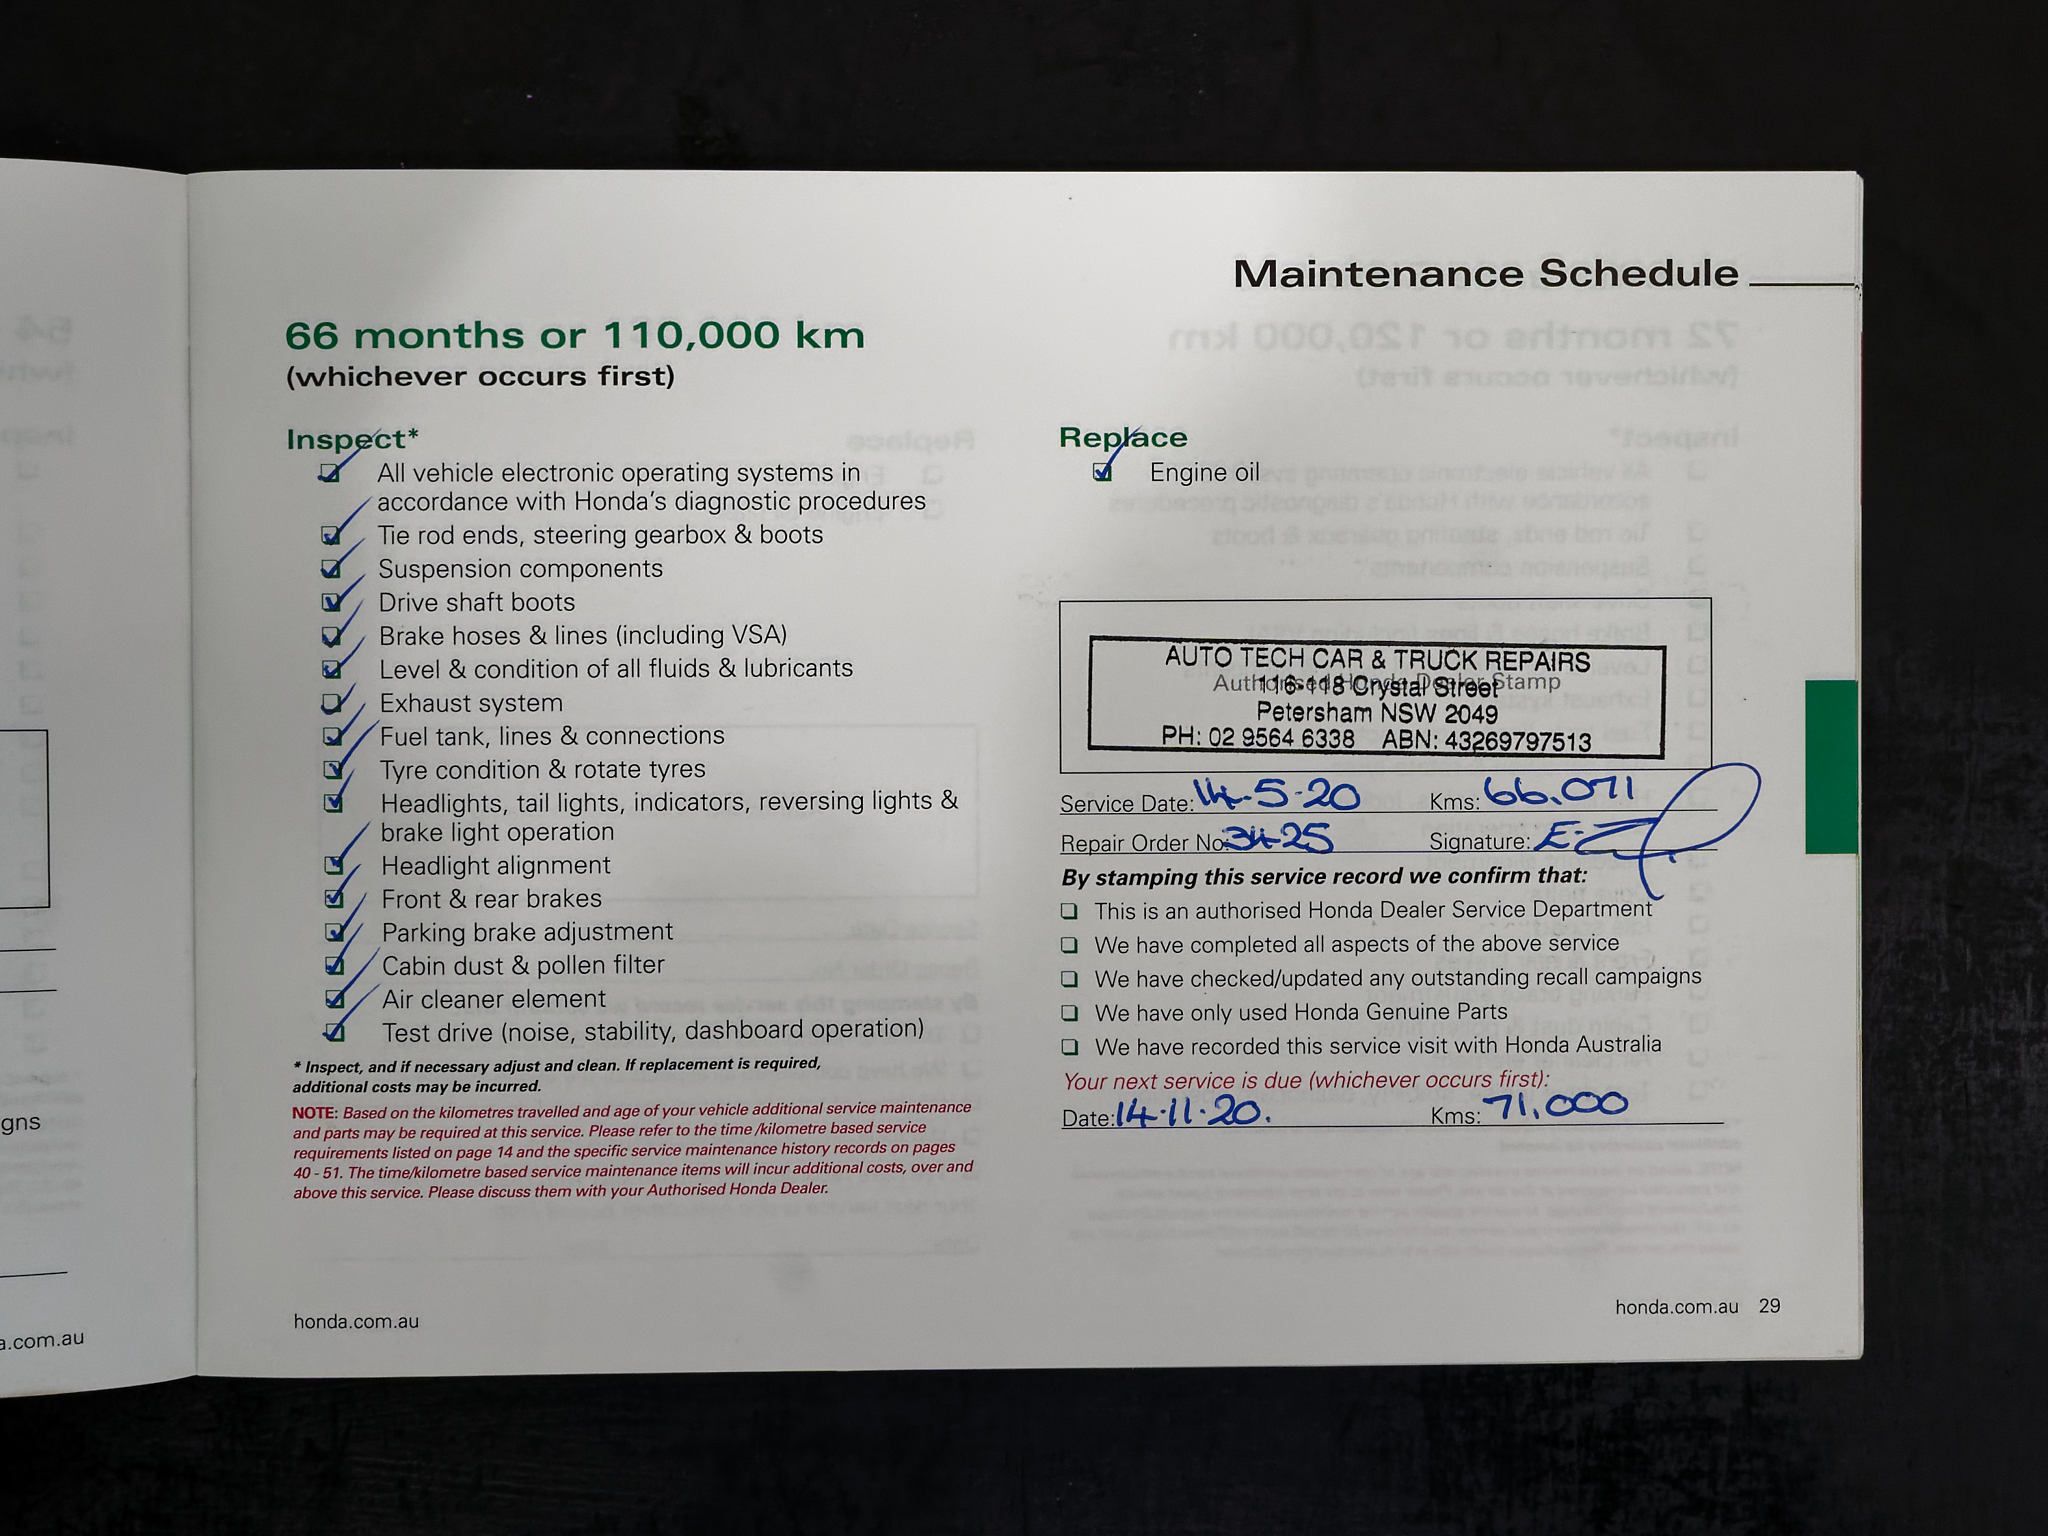 Maintenance Schedule
66 months or 110,000 km
(whichever occurs first)
Inspect*
All vehicle electronic operating systems in
accordance with Honda's diagnostic procedures
Tie rod ends, steering gearbox & boots
Suspension components
Drive shaft boots
Brake hoses & lines (including VSA)
Level & condition of all fluids & lubricants
Exhaust system
Fuel tank, lines & connections
Tyre condition & rotate tyres
Headlights, tail lights, indicators, reversing lights &
brake light operation
Headlight alignment
Front & rear brakes
Parking brake adjustment
Cabin dust & pollen filter
Air cleaner element
Test drive (noise, stability, dashboard operation)
* Inspect, and if necessary adjust and clean. If replacement is required,
additional costs may be incurred.
NOTE: Based on the kilometres travelled and age of your vehicle additional service maintenance
and parts may be required at this service. Please refer to the time/kilometre based service
requirements listed on page 14 and the specific service maintenance history records on pages
40 - 51. The time/kilometre based service maintenance items will incur additional costs, over and
above this service. Please discuss them with your Authorised Honda Dealer.
honda.com.au
Replace
Engine oil
AUTO TECH CAR & TRUCK REPAIRS
Authorised Honda Dealer Stamp
116-118 Crystal Street
Petersham NSW 2049
PH: 02 9564 6338 ABN: 43269797513
Service Date: 14-5-20 Kms: 66.071
Repair Order No: 3425 Signature:
By stamping this service record we confirm that:
This is an authorised Honda Dealer Service Department
We have completed all aspects of the above service
We have checked/updated any outstanding recall campaigns
We have only used Honda Genuine Parts
We have recorded this service visit with Honda Australia
Your next service is due (whichever occurs first):
Date: 14.11.20. Kms: 71,000
honda.com.au 29
gns
a.com.au